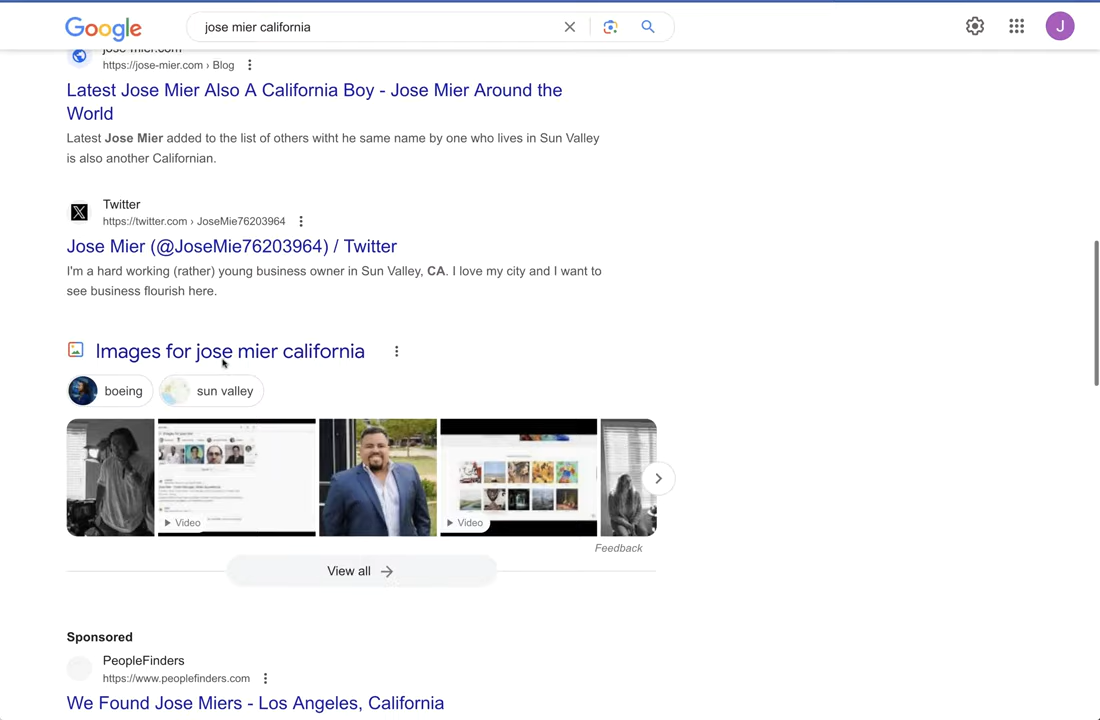 Google
jose mier california
J
jose-mier.com
https://jose-mier.com › Blog
Latest Jose Mier Also A California Boy - Jose Mier Around the
World
Latest Jose Mier added to the list of others witht he same name by one who lives in Sun Valley
is also another Californian.
Twitter
https://twitter.com › JoseMie76203964
Jose Mier (@JoseMie76203964) / Twitter
I'm a hard working (rather) young business owner in Sun Valley, CA. I love my city and I want to
see business flourish here.
Images for jose mier california
boeing
sun valley
Video
Video
Feedback
View all
Sponsored
PeopleFinders
https://www.peoplefinders.com
We Found Jose Miers - Los Angeles, California